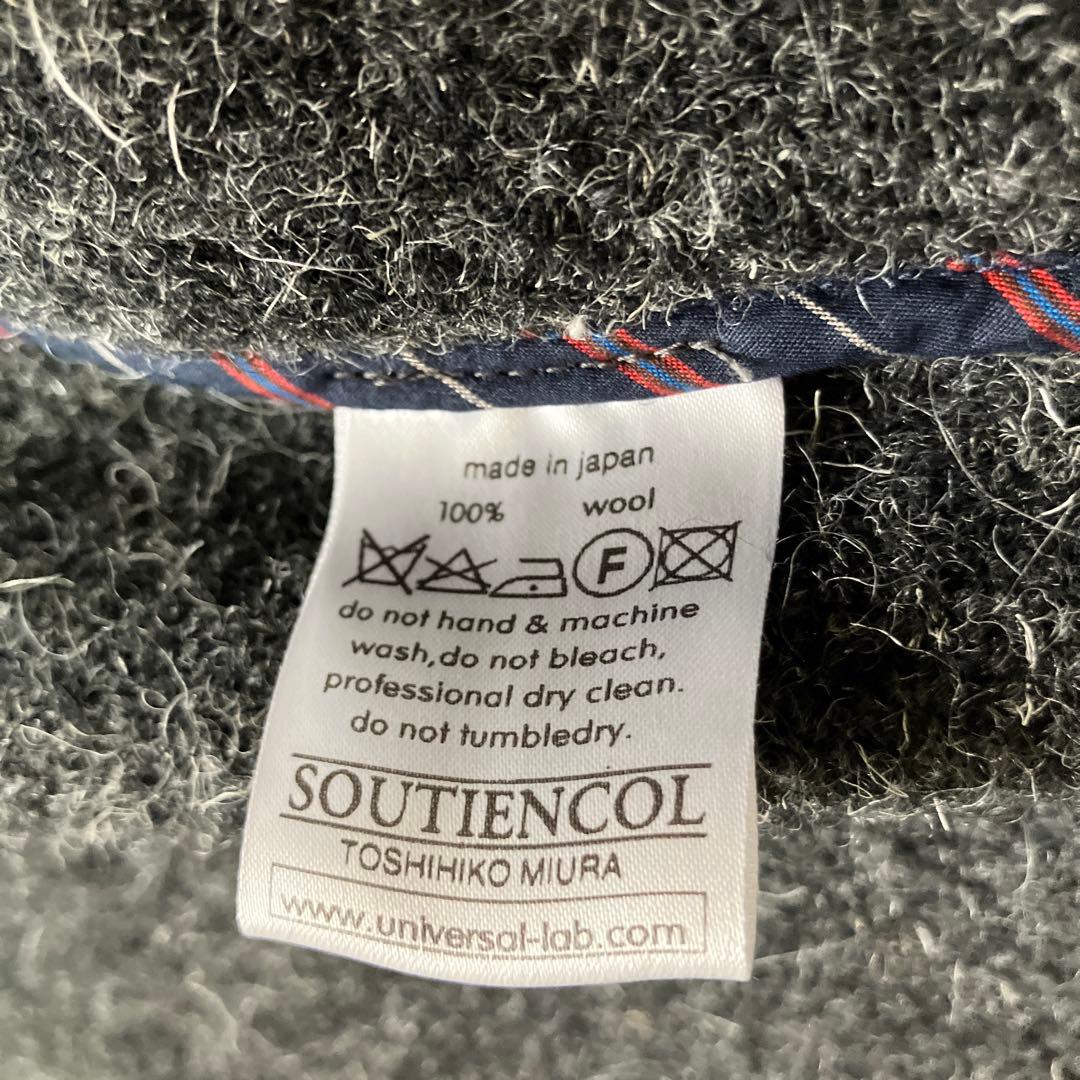 made in japan
100% wool
F
do not hand & machine
wash,do not bleach,
professional dry clean.
do not tumbledry.
SOUTIENCOL
TOSHIHIKO MIURA
www.universal-lab.com